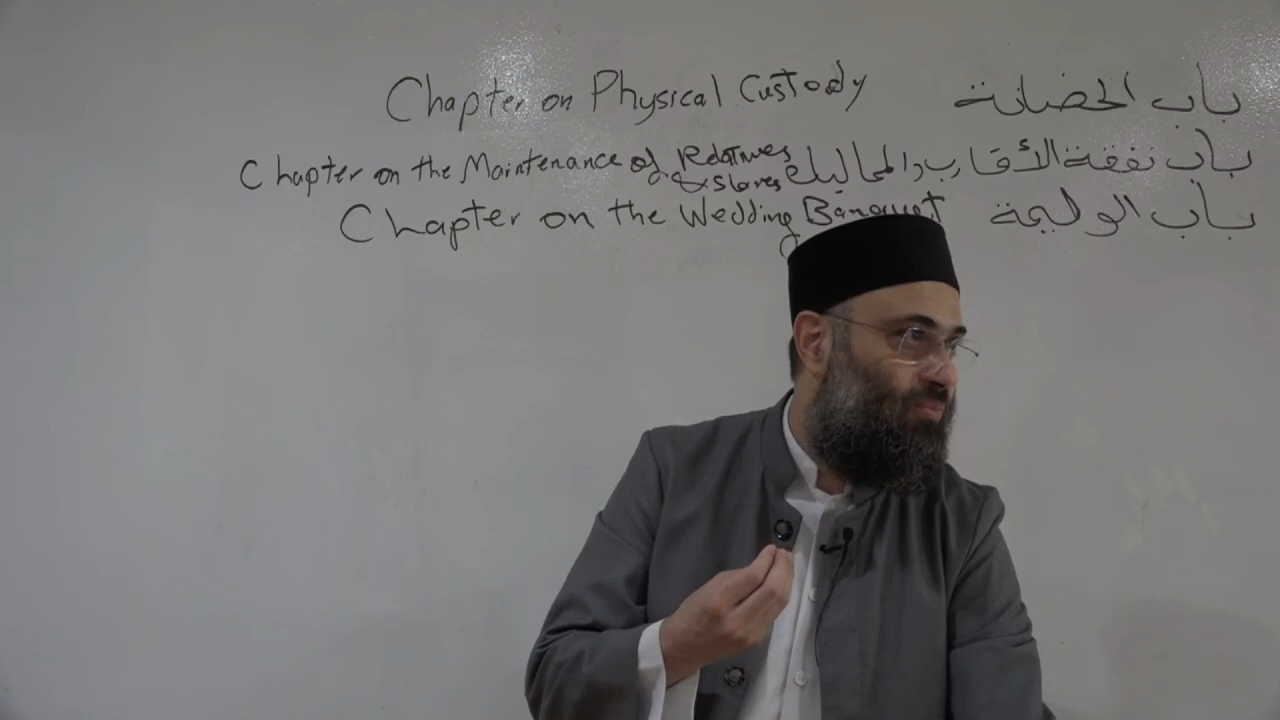 Chapter on Physical Custody باب الحضانة
Chapter on the Maintenance of Relatives & Slaves باب نفقة الأقارب والمماليك
Chapter on the Wedding Banquet باب الوليمة